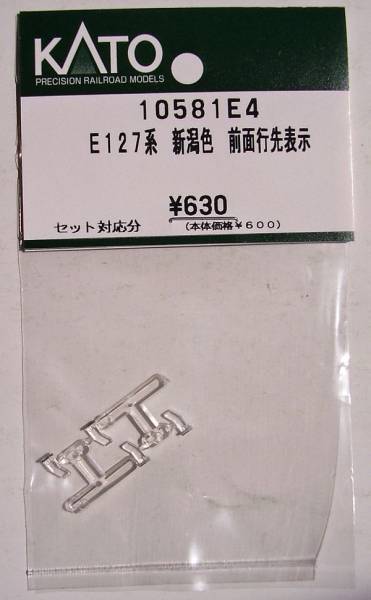 KATO
PRECISION RAILROAD MODELS
10581E4
E127系 新潟色 前面行先表示
¥630
セット対応分 (本体価格¥600)